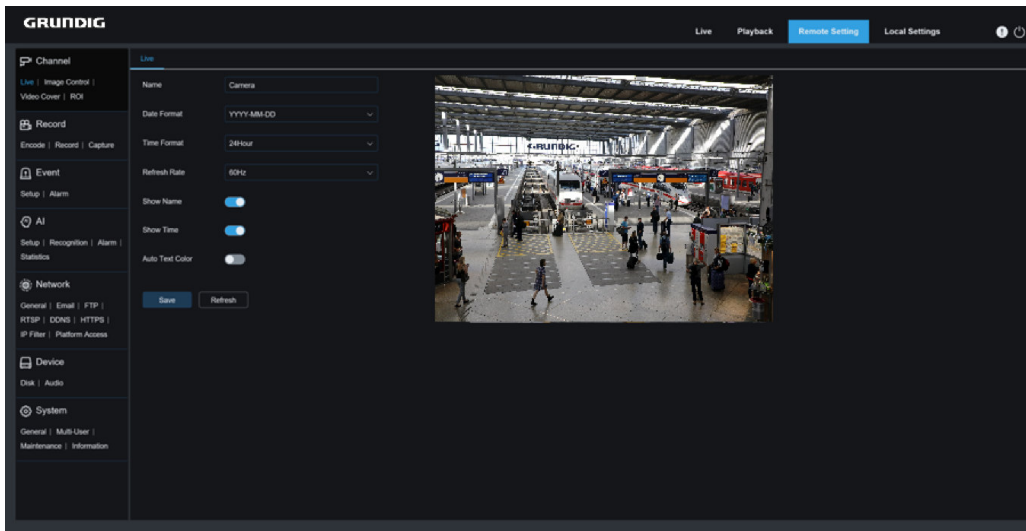 GRUNDIG
Live Playback Remote Setting Local Settings
Channel
Live | Image Control |
Video Cover | ROI
Record
Encode | Record | Capture
Event
Setup | Alarm
AI
Setup | Recognition | Alarm |
Statistics
Network
General | Email | FTP |
RTSP | DDNS | HTTPS |
IP Filter | Platform Access
Device
Disk | Audio
System
General | Multi-User |
Maintenance | Information
Live
Name Camera
Date Format YYYY-MM-DD
Time Format 24Hour
Refresh Rate 60Hz
Show Name
Show Time
Auto Text Color
Save Refresh
GRUNDIG